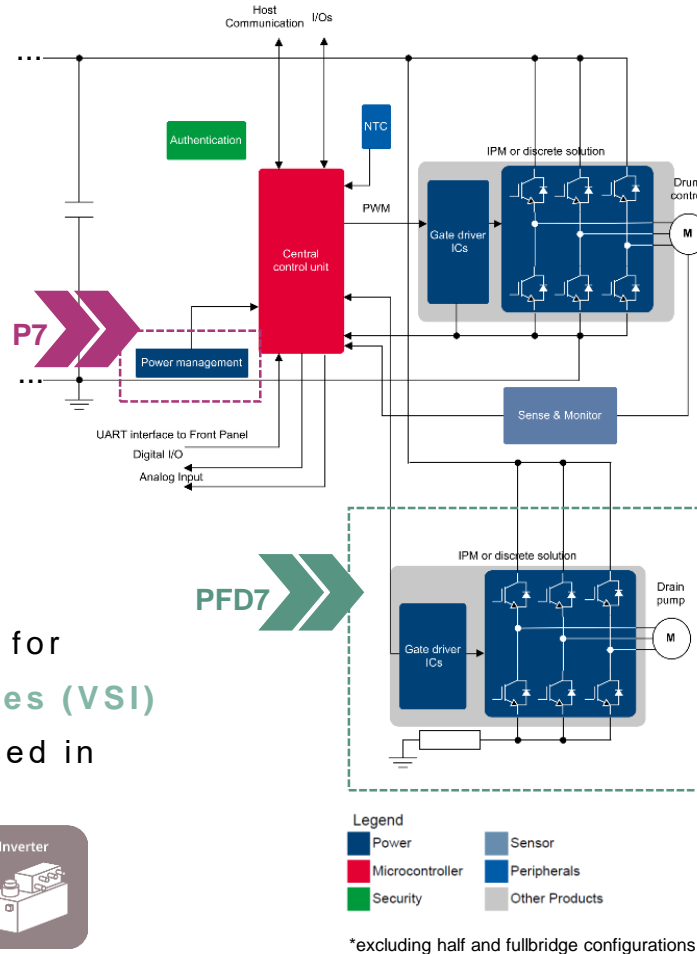 Host
Communication
I/Os
...
Authentication
NTC
IPM or discrete solution
Drum
PWM
Gate driver
ICs
M
Central
control unit
P7
Power management
...
Sense & Monitor
UART interface to Front Panel
Digital I/O
Analog Input
PFD7
IPM or discrete solution
Drain
pump
Gate driver
ICs
M
for
es (VSI)
ed in
Inverter
Legend
Power
Sensor
Microcontroller
Peripherals
Security
Other Products
*excluding half and fullbridge configurations